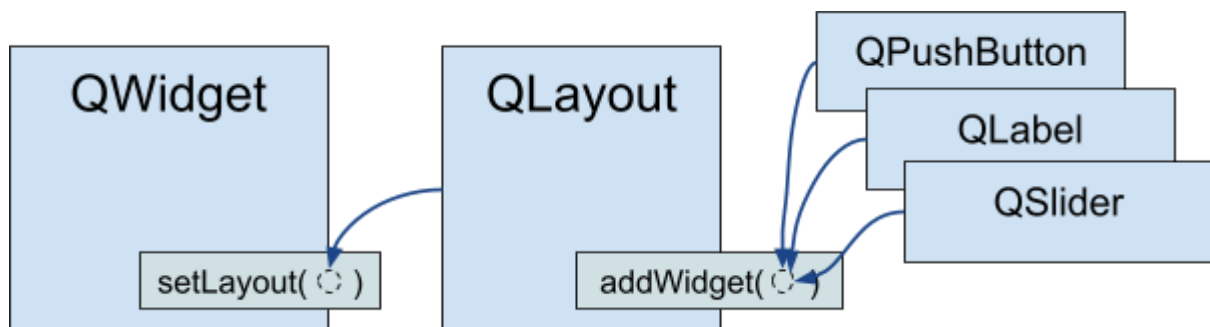 QWidget
setLayout( )
QLayout
addWidget( )
QPushButton
QLabel
QSlider